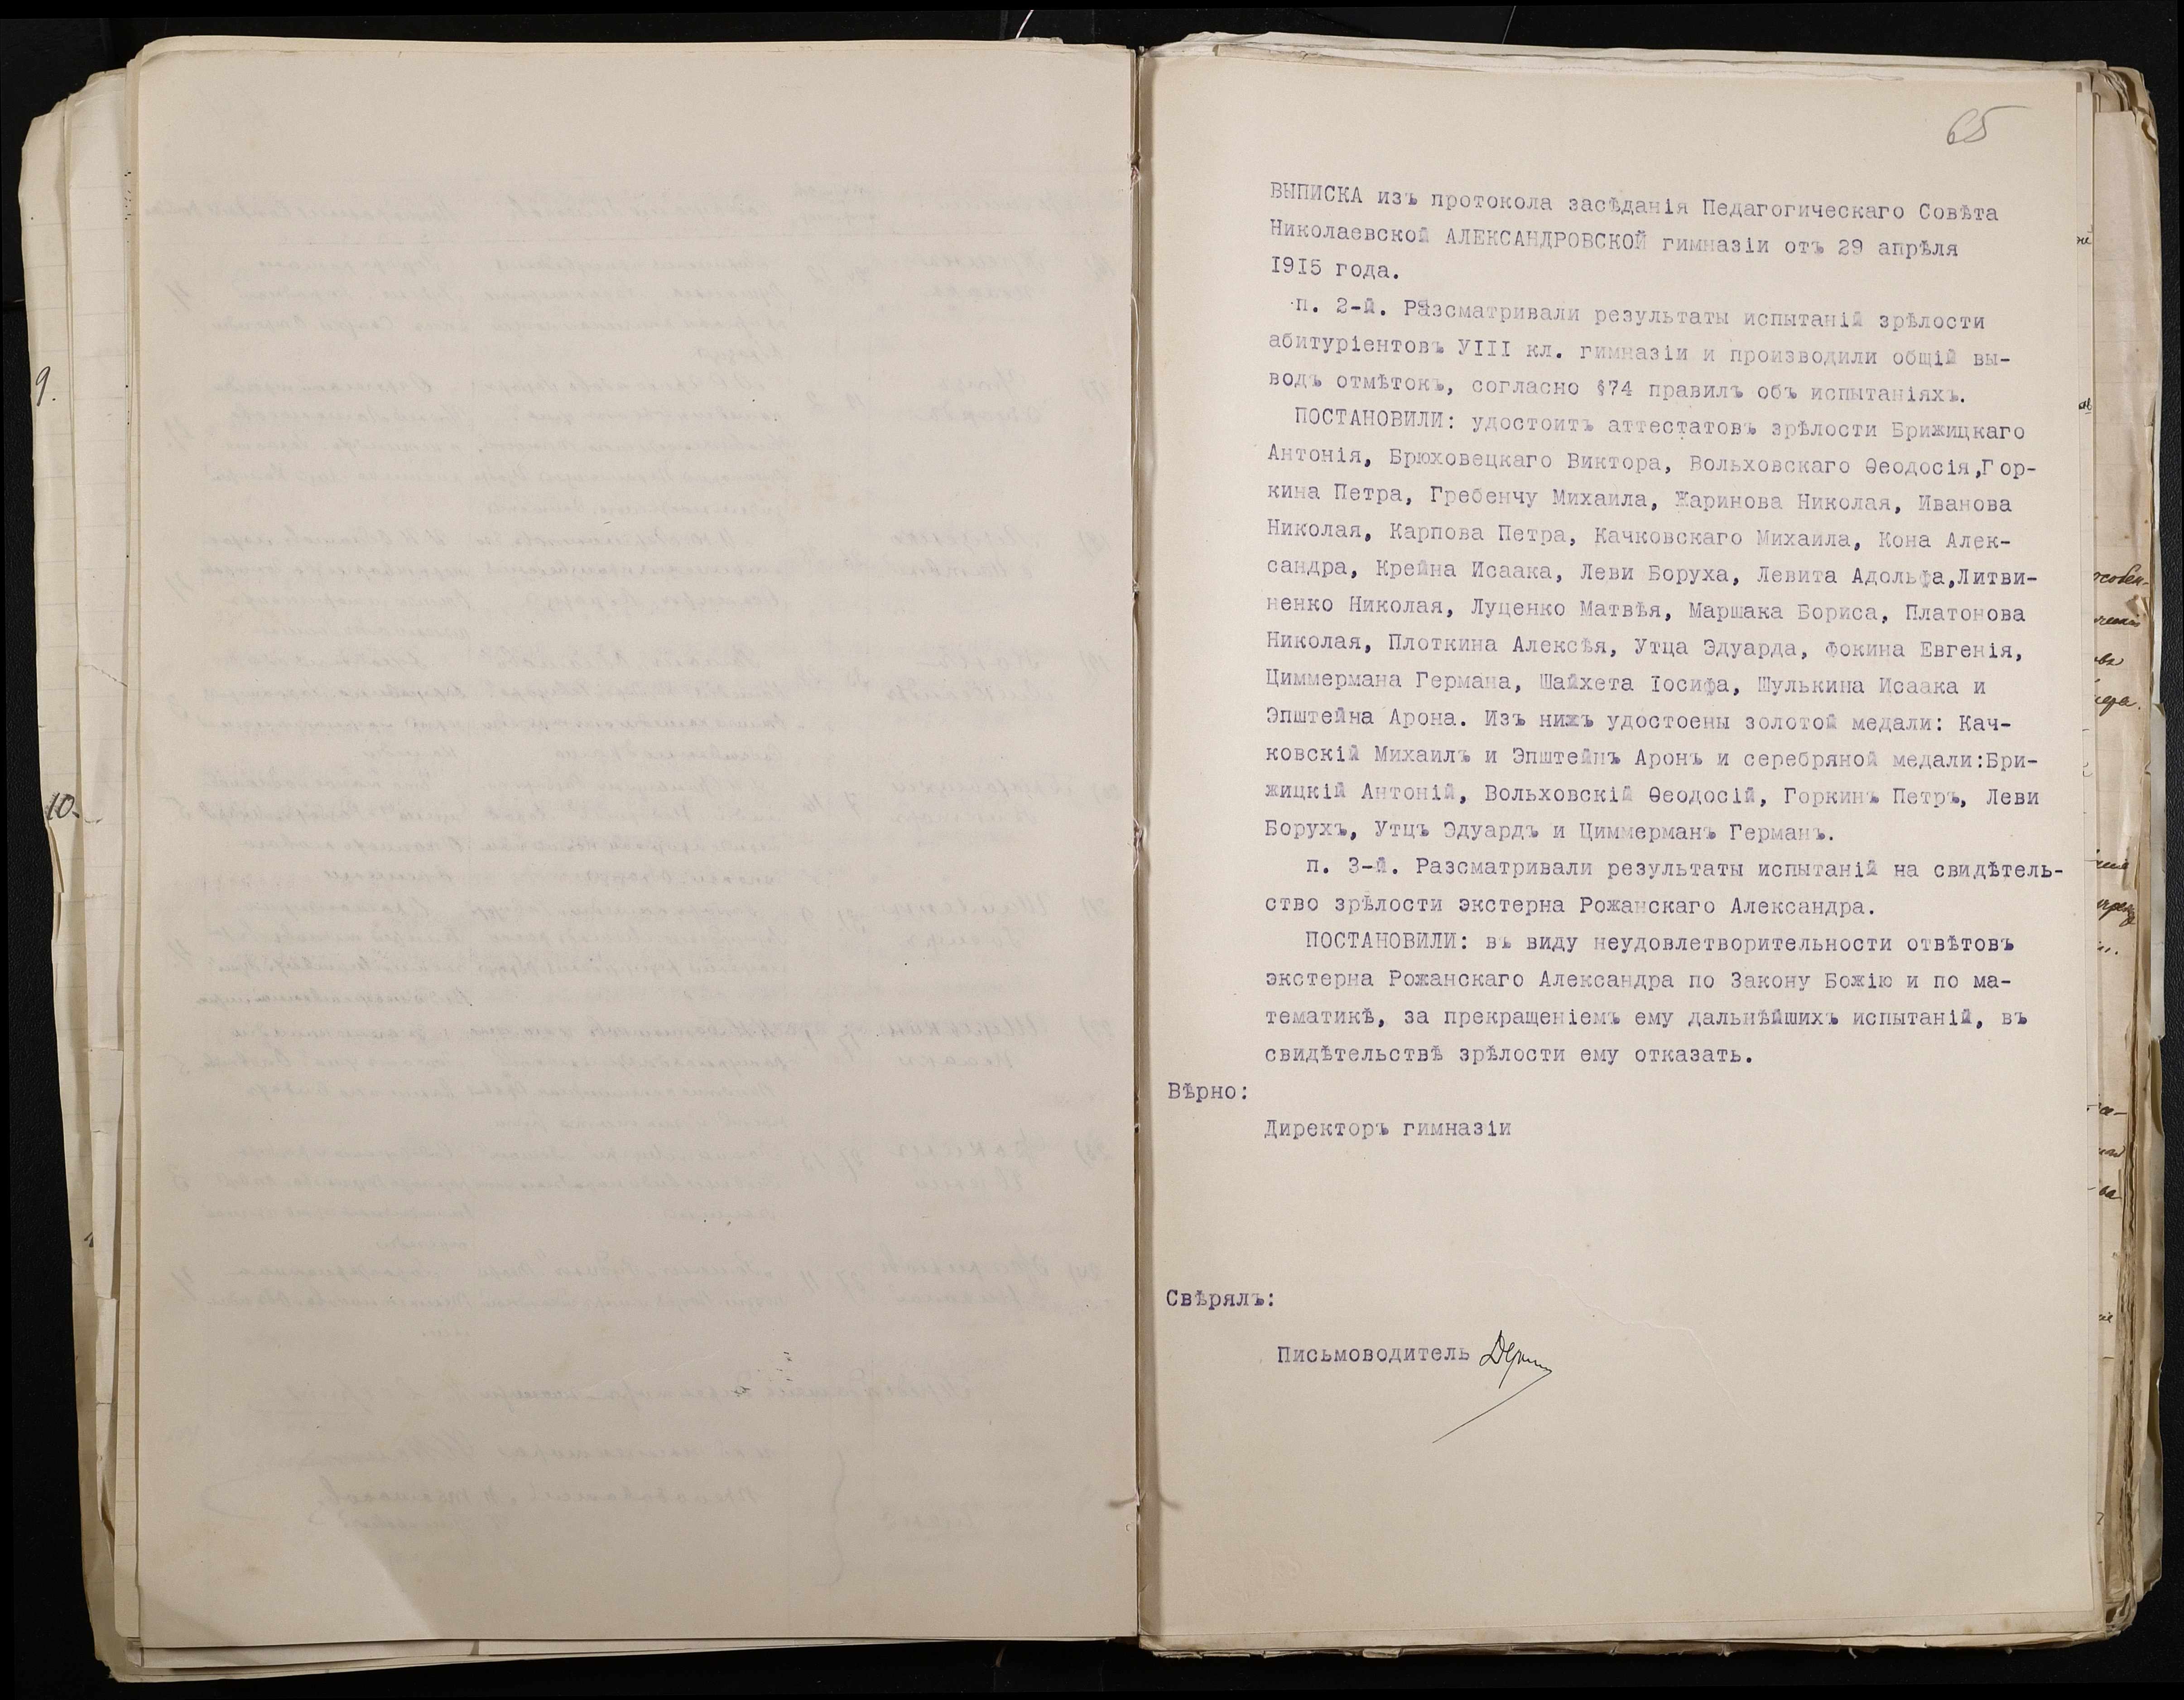 9.
10.
65
ВЫПИСКА изъ протокола засѣданія Педагогическаго Совѣта
Николаевской АЛЕКСАНДРОВСКОЙ гимназіи отъ 29 апрѣля
1915 года.
п. 2-й. Разсматривали результаты испытаній зрѣлости
абитуріентовъ УІІІ кл. гимназіи и производили общій вы-
водъ отмѣтокъ, согласно §74 правилъ объ испытаніяхъ.
ПОСТАНОВИЛИ: удостоить аттестатовъ зрѣлости Брижицкаго
Антонія, Брюховецкаго Виктора, Вольховскаго Ѳеодосія,Гор-
кина Петра, Гребенчу Михаила, Жаринова Николая, Иванова
Николая, Карпова Петра, Качковскаго Михаила, Кона Алек-
сандра, Крейна Исаака, Леви Боруха, Левита Адольфа,Литви-
ненко Николая, Луценко Матвѣя, Маршака Бориса, Платонова
Николая, Плоткина Алексѣя, Утца Эдуарда, Фокина Евгенія,
Циммермана Германа, Шайхета Іосифа, Шулькина Исаака и
Эпштейна Арона. Изъ нихъ удостоены золотой медали: Кач-
ковскій Михаилъ и Эпштейнъ Аронъ и серебряной медали:Бри-
жицкій Антоній, Вольховскій Ѳеодосій, Горкинъ Петръ, Леви
Борухъ, Утцъ Эдуардъ и Циммерманъ Германъ.
п. 3-й. Разсматривали результаты испытаній на свидѣтель-
ство зрѣлости экстерна Рожанскаго Александра.
ПОСТАНОВИЛИ: въ виду неудовлетворительности отвѣтовъ
экстерна Рожанскаго Александра по Закону Божію и по ма-
тематикѣ, за прекращеніемъ ему дальнѣйшихъ испытаній, въ
свидѣтельствѣ зрѣлости ему отказать.
Вѣрно:
Директоръ гимназіи
Свѣрялъ:
Письмоводитель